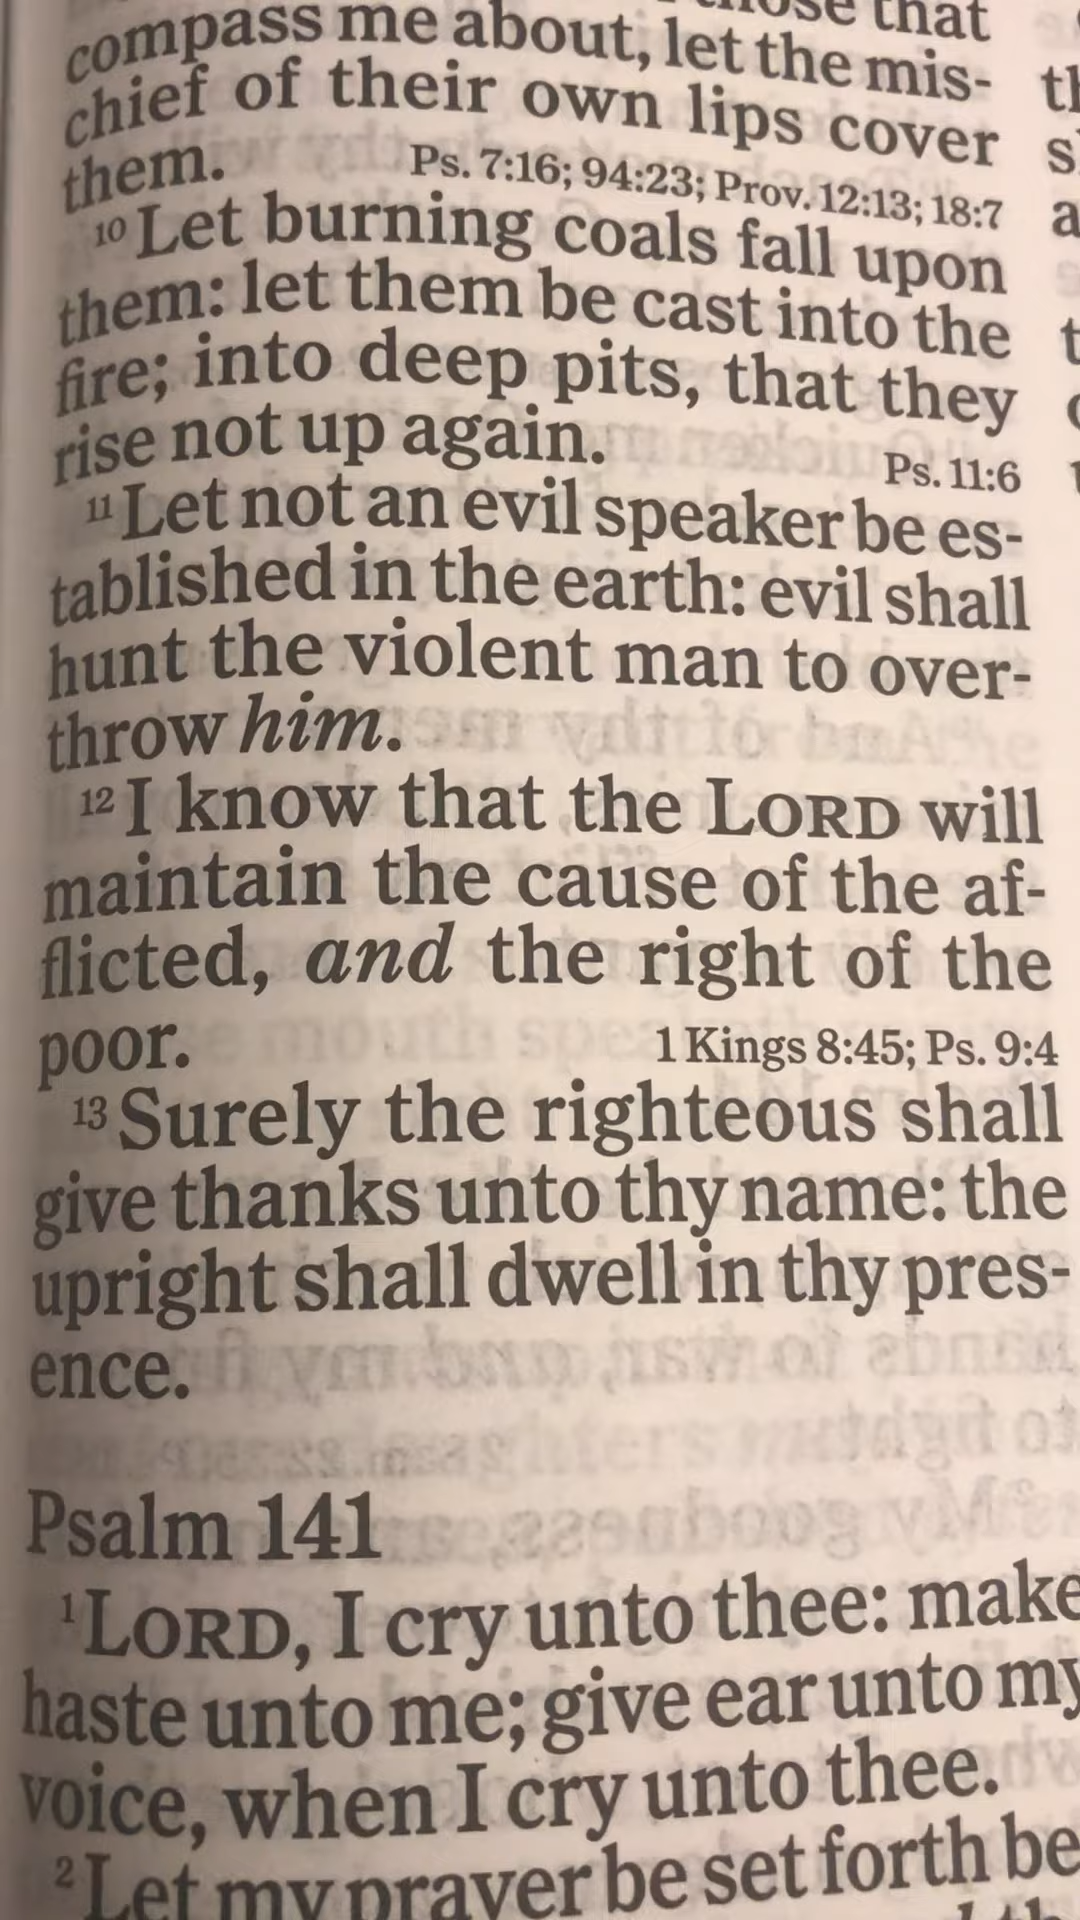 those that
compass me about, let the mis-
chief of their own lips cover
them. Ps. 7:16; 94:23; Prov. 12:13; 18:7
10 Let burning coals fall upon
them: let them be cast into the
fire; into deep pits, that they
rise not up again. Ps. 11:6
11 Let not an evil speaker be es-
tablished in the earth: evil shall
hunt the violent man to over-
throw him.
12 I know that the LORD will
maintain the cause of the af-
flicted, and the right of the
poor. 1 Kings 8:45; Ps. 9:4
13 Surely the righteous shall
give thanks unto thy name: the
upright shall dwell in thy pres-
ence.
Psalm 141
1 LORD, I cry unto thee: make
haste unto me; give ear unto my
voice, when I cry unto thee.
2 Let my prayer be set forth be